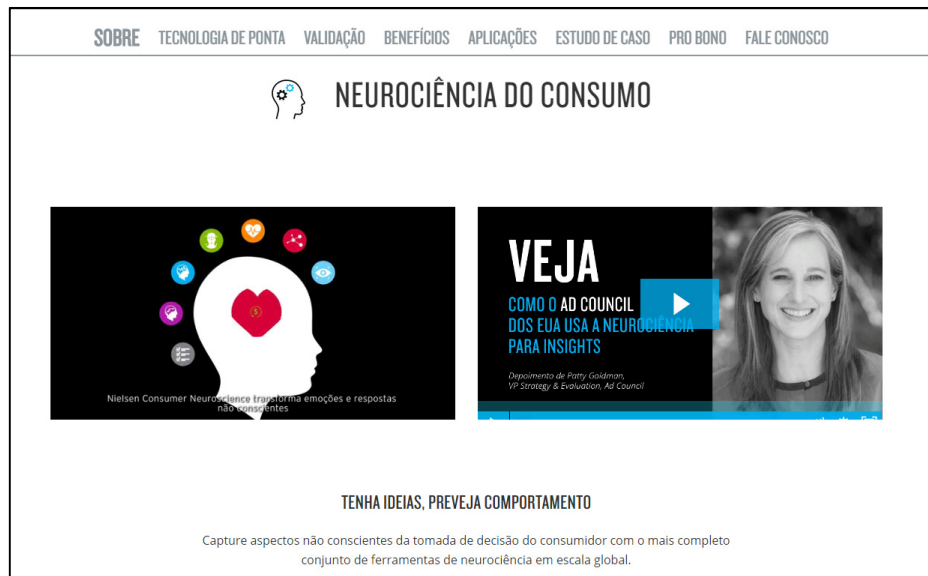 SOBRE TECNOLOGIA DE PONTA VALIDAÇÃO BENEFÍCIOS APLICAÇÕES ESTUDO DE CASO PRO BONO FALE CONOSCO
NEUROCIÊNCIA DO CONSUMO
$
Nielsen Consumer Neuroscience transforma emoções e respostas
não conscientes
VEJA
COMO O AD COUNCIL
DOS EUA USA A NEUROCIÊNCIA
PARA INSIGHTS
Depoimento de Patty Goldman,
VP Strategy & Evaluation, Ad Council
TENHA IDEIAS, PREVEJA COMPORTAMENTO
Capture aspectos não conscientes da tomada de decisão do consumidor com o mais completo
conjunto de ferramentas de neurociência em escala global.